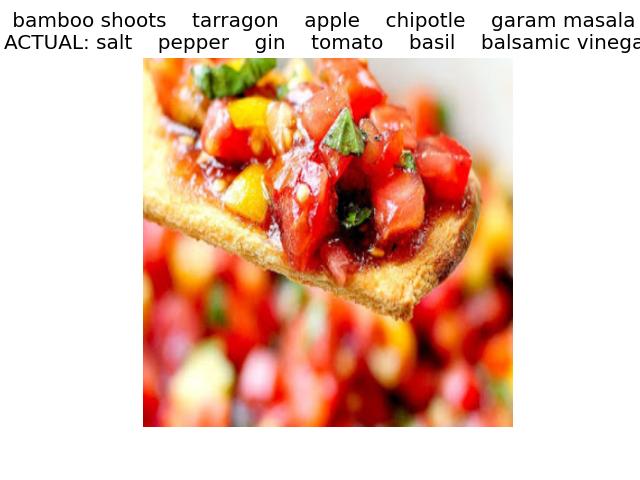 bamboo shoots tarragon apple chipotle garam masala
ACTUAL: salt pepper gin tomato basil balsamic vinega